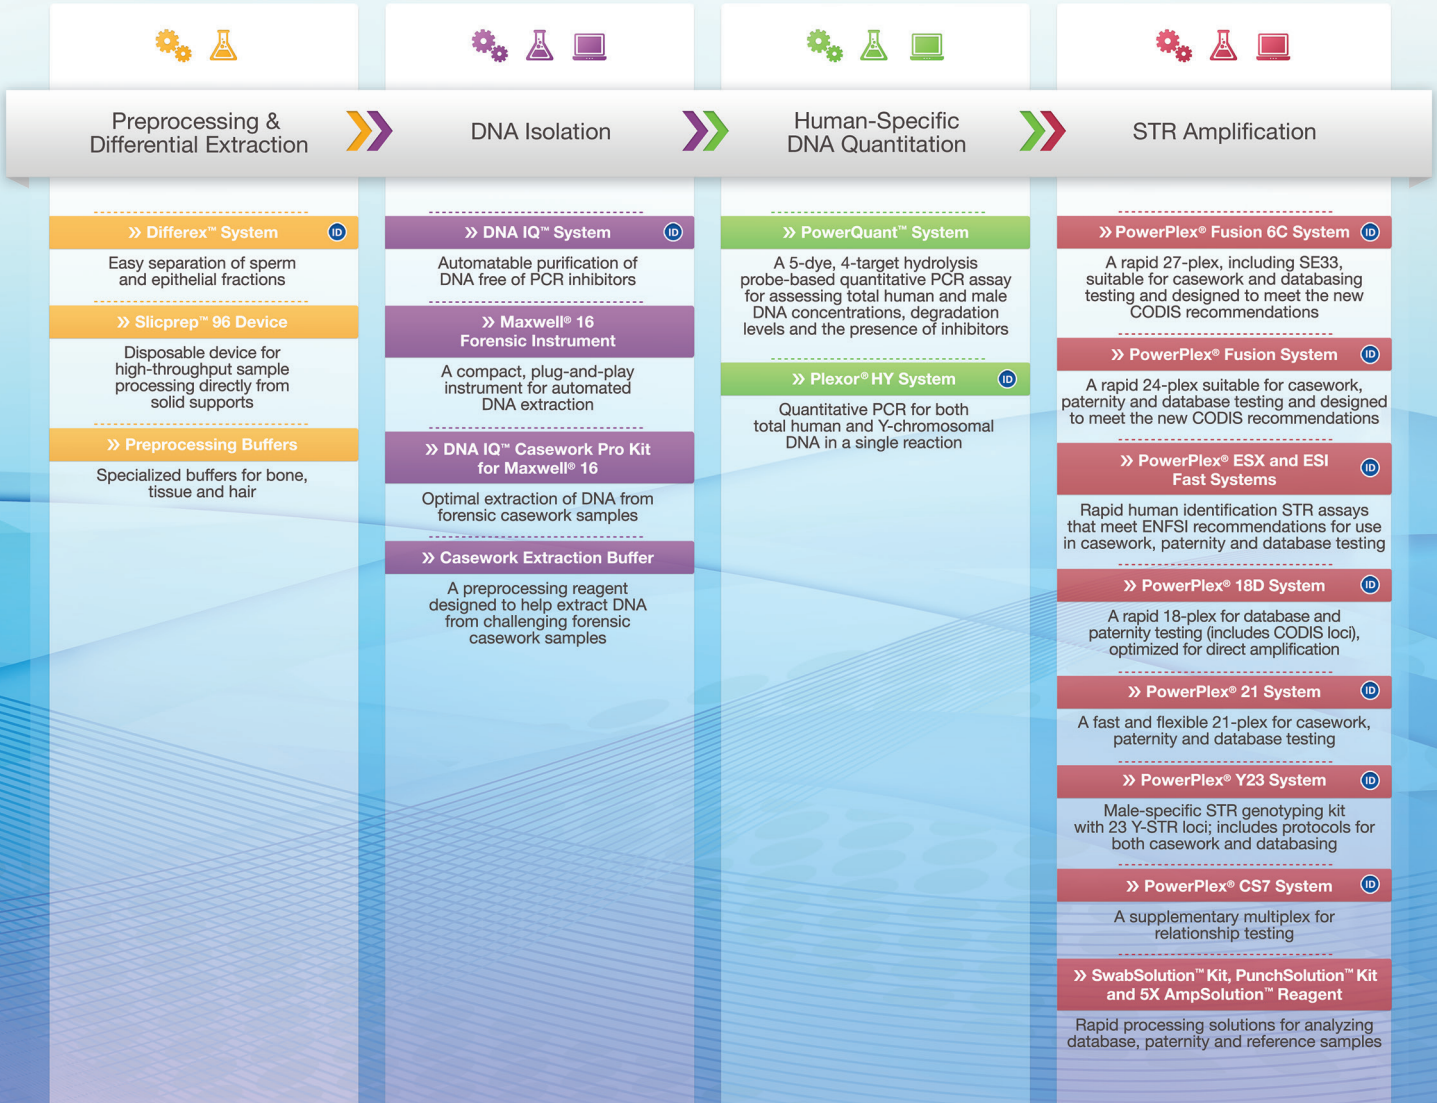 Preprocessing &
Differential Extraction
DNA Isolation
Human-Specific
DNA Quantitation
STR Amplification
» Differex™ System
ID
Easy separation of sperm
and epithelial fractions
» Slicprep™ 96 Device
Disposable device for
high-throughput sample
processing directly from
solid supports
» Preprocessing Buffers
Specialized buffers for bone,
tissue and hair
» DNA IQ™ System
ID
Automatable purification of
DNA free of PCR inhibitors
» Maxwell® 16
Forensic Instrument
A compact, plug-and-play
instrument for automated
DNA extraction
» DNA IQ™ Casework Pro Kit
for Maxwell® 16
Optimal extraction of DNA from
forensic casework samples
» Casework Extraction Buffer
A preprocessing reagent
designed to help extract DNA
from challenging forensic
casework samples
» PowerQuant™ System
A 5-dye, 4-target hydrolysis
probe-based quantitative PCR assay
for assessing total human and male
DNA concentrations, degradation
levels and the presence of inhibitors
» Plexor® HY System
ID
Quantitative PCR for both
total human and Y-chromosomal
DNA in a single reaction
» PowerPlex® Fusion 6C System
ID
A rapid 27-plex, including SE33,
suitable for casework and databasing
testing and designed to meet the new
CODIS recommendations
» PowerPlex® Fusion System
ID
A rapid 24-plex suitable for casework,
paternity and database testing and designed
to meet the new CODIS recommendations
» PowerPlex® ESX and ESI
Fast Systems
ID
Rapid human identification STR assays
that meet ENFSI recommendations for use
in casework, paternity and database testing
» PowerPlex® 18D System
ID
A rapid 18-plex for database and
paternity testing (includes CODIS loci),
optimized for direct amplification
» PowerPlex® 21 System
ID
A fast and flexible 21-plex for casework,
paternity and database testing
» PowerPlex® Y23 System
ID
Male-specific STR genotyping kit
with 23 Y-STR loci; includes protocols for
both casework and databasing
» PowerPlex® CS7 System
ID
A supplementary multiplex for
relationship testing
» SwabSolution™ Kit, PunchSolution™ Kit
and 5X AmpSolution™ Reagent
Rapid processing solutions for analyzing
database, paternity and reference samples